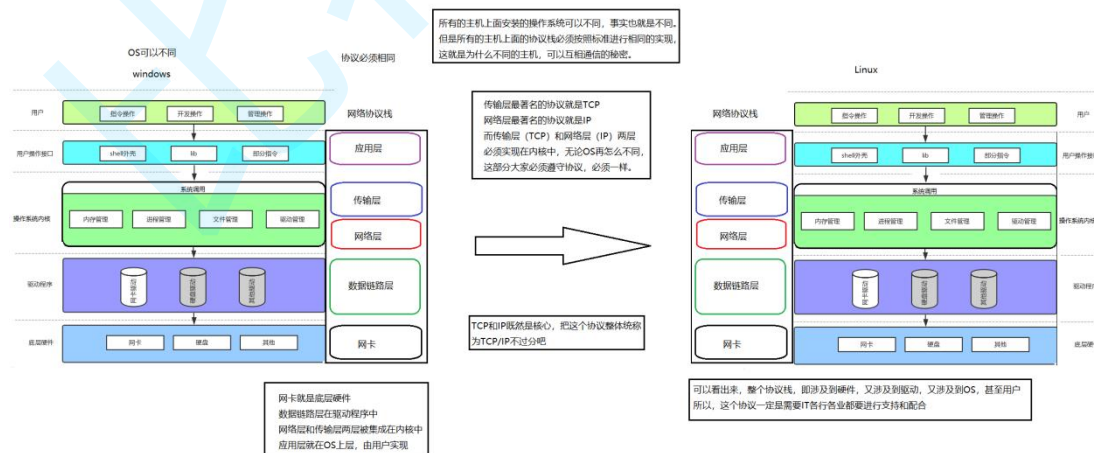 所有的主机上面安装的操作系统可以不同，事实也就是不同。
但是所有的主机上面的协议栈必须按照标准进行相同的实现，
这就是为什么不同的主机，可以互相通信的秘密。
OS可以不同
windows
协议必须相同
Linux
用户
指令操作
开发操作
管理操作
网络协议栈
用户操作接口
shell外壳
lib
部分指令
应用层
系统调用
操作系统内核
内存管理
进程管理
文件管理
驱动管理
传输层
网络层
驱动程序
数据链路层
底层硬件
网卡
硬盘
其他
网卡
传输层最著名的协议就是TCP
网络层最著名的协议就是IP
而传输层（TCP）和网络层（IP）两层
必须实现在内核中，无论OS再怎么不同，
这部分大家必须遵守协议，必须一样。
TCP和IP既然是核心，把这个协议整体统称
为TCP/IP不过分吧
网络协议栈
指令操作
开发操作
管理操作
用户
应用层
shell外壳
lib
部分指令
用户操作接
系统调用
传输层
内存管理
进程管理
文件管理
驱动管理
操作系统内核
网络层
数据链路层
驱动程序
网卡
网卡
硬盘
其他
底层硬
网卡就是底层硬件
数据链路层在驱动程序中
网络层和传输层两层被集成在内核中
应用层就在OS上层，由用户实现
可以看出来，整个协议栈，即涉及到硬件，又涉及到驱动，又涉及到OS，甚至用户
所以，这个协议一定是需要IT各行各业都要进行支持和配合